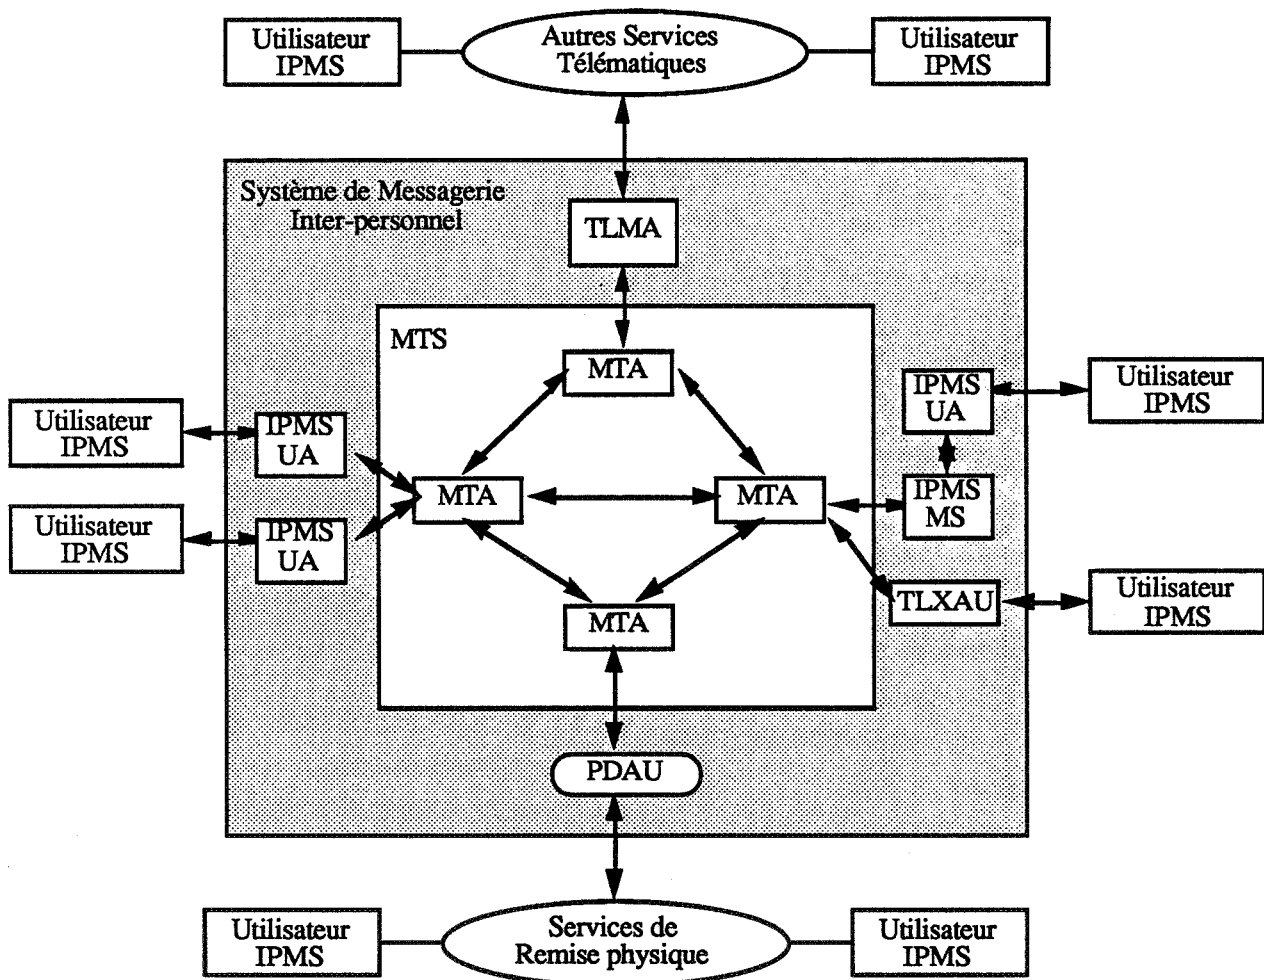 Utilisateur
IPMS
Autres Services
Télématiques
Utilisateur
IPMS
Système de Messagerie
Inter-personnel
TLMA
MTS
MTA
IPMS
UA
Utilisateur
IPMS
Utilisateur
IPMS
IPMS
UA
MTA
MTA
IPMS
MS
Utilisateur
IPMS
IPMS
UA
MTA
TLXAU
Utilisateur
IPMS
PDAU
Utilisateur
IPMS
Services de
Remise physique
Utilisateur
IPMS